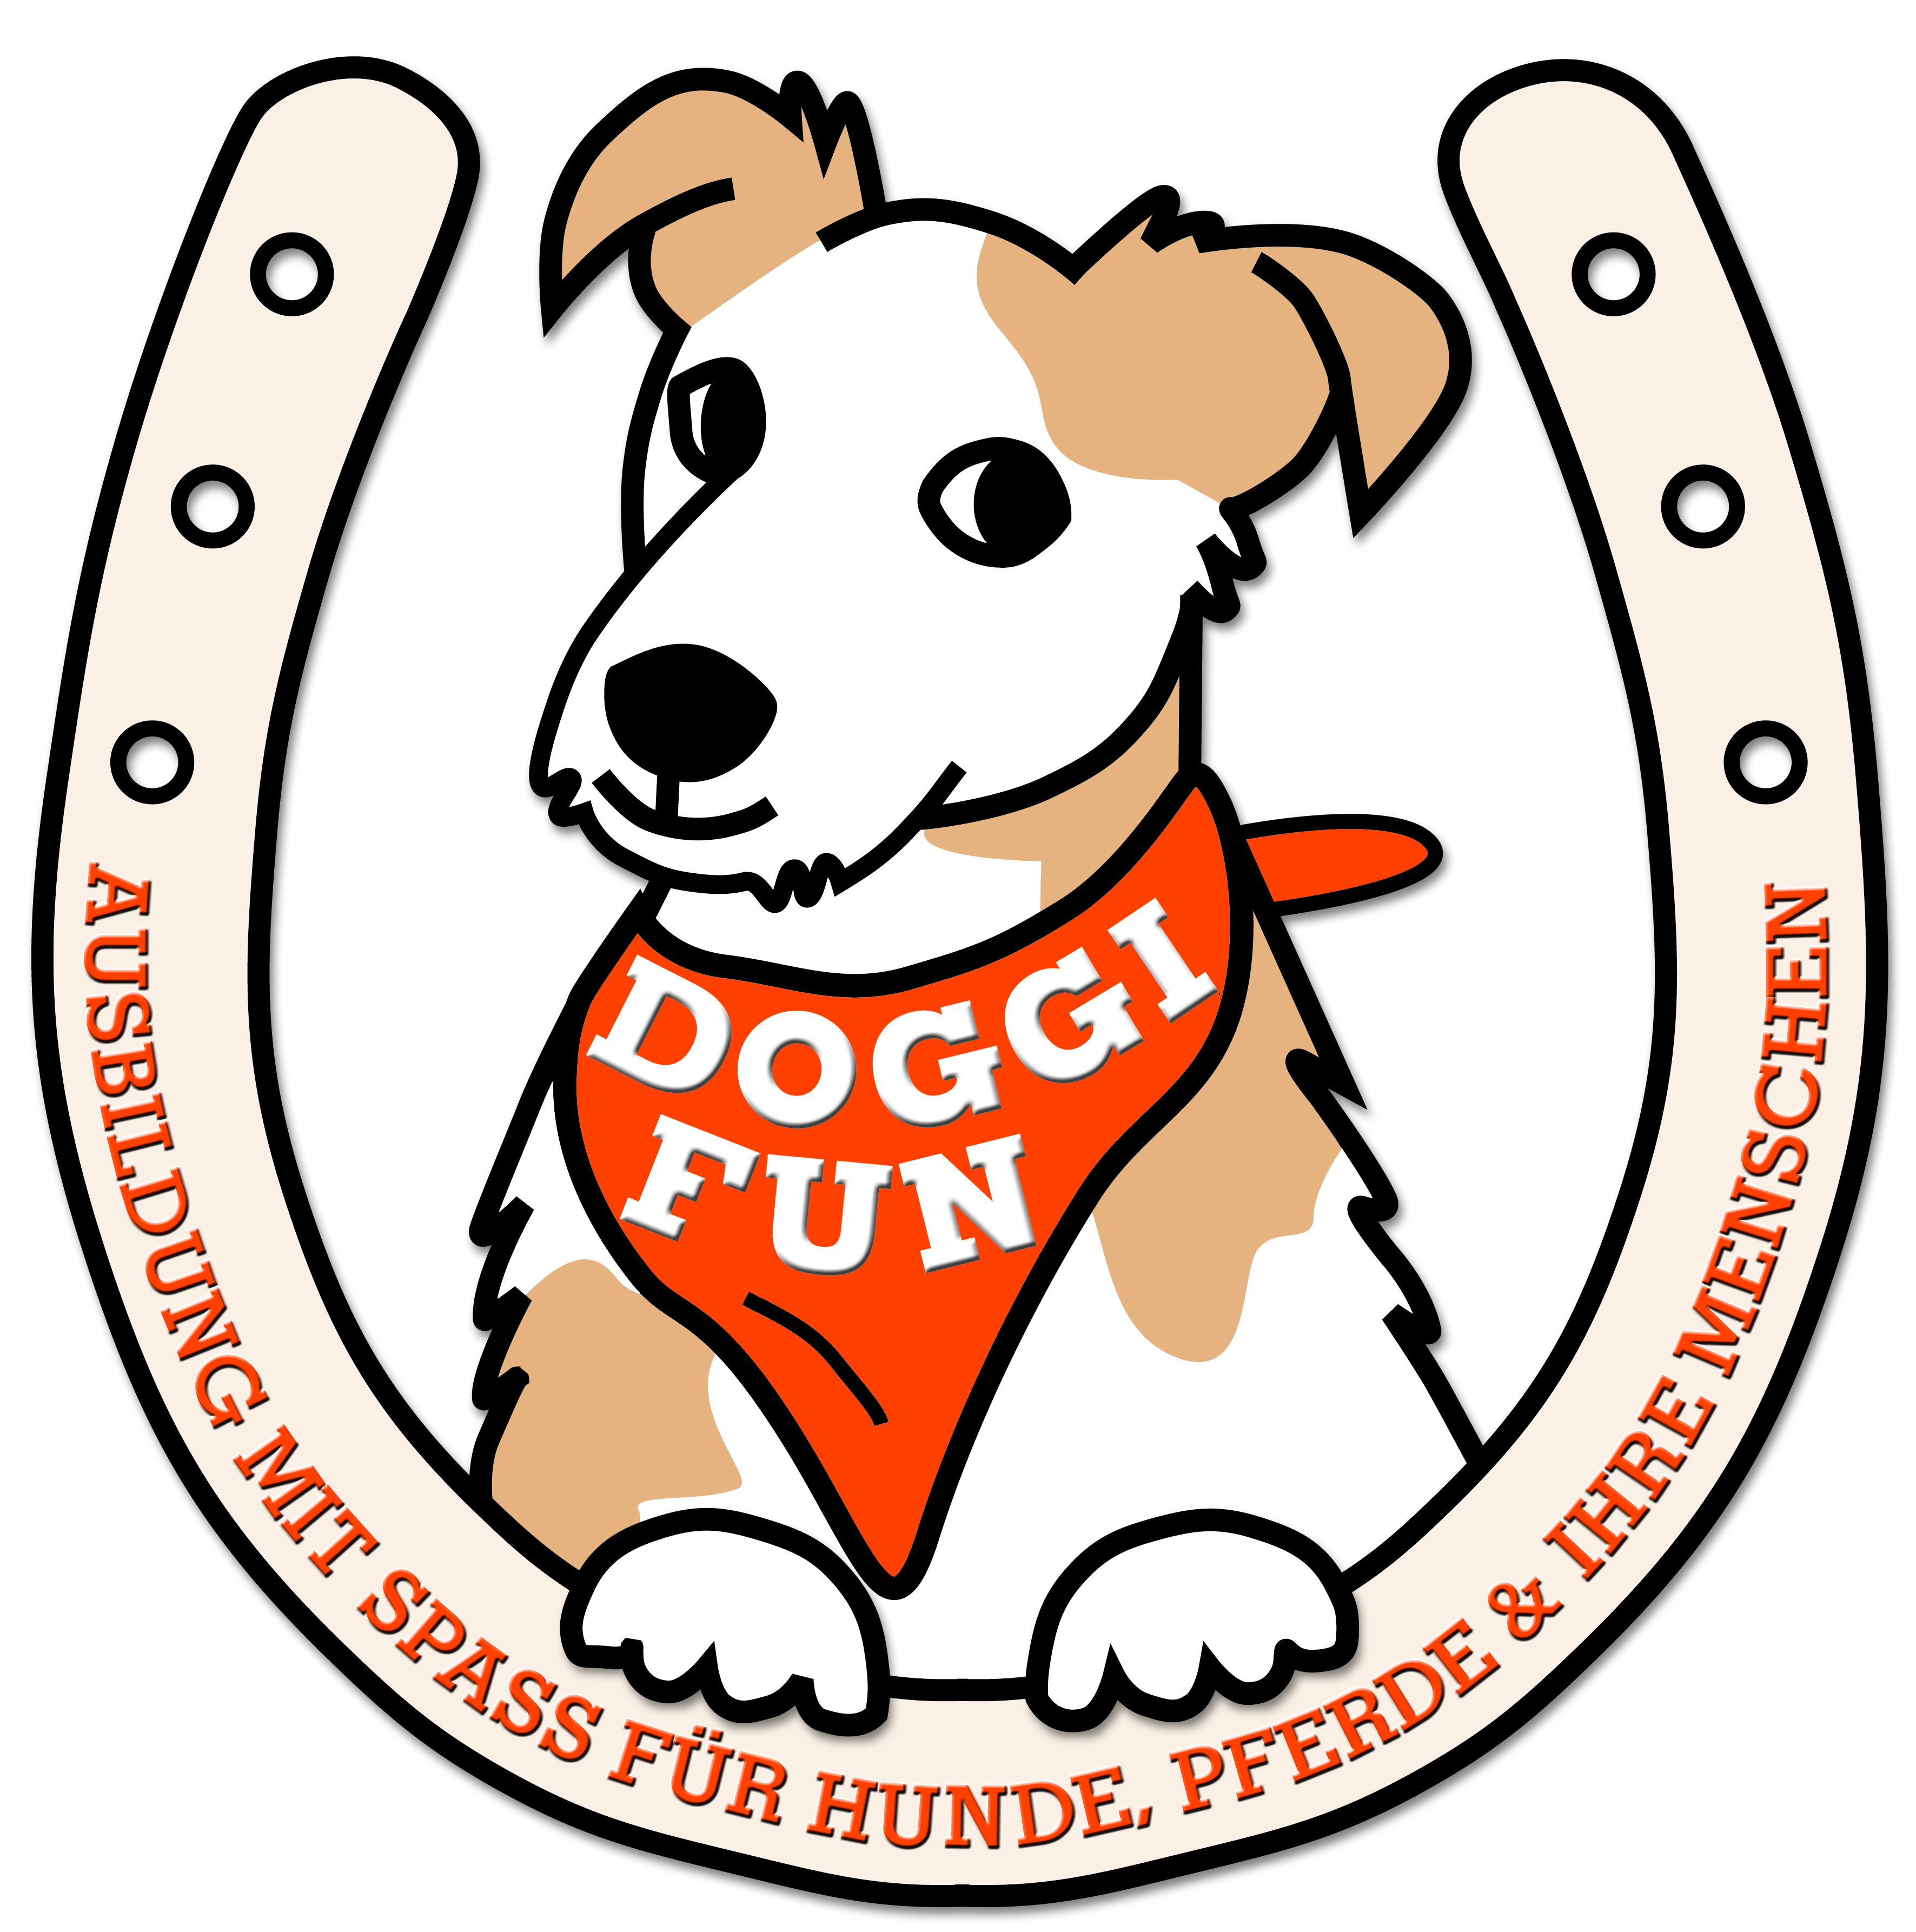 DOGGI
FUN
AUSBILDUNG MIT SPASS FÜR HUNDE, PFERDE & IHRE MENSCHEN